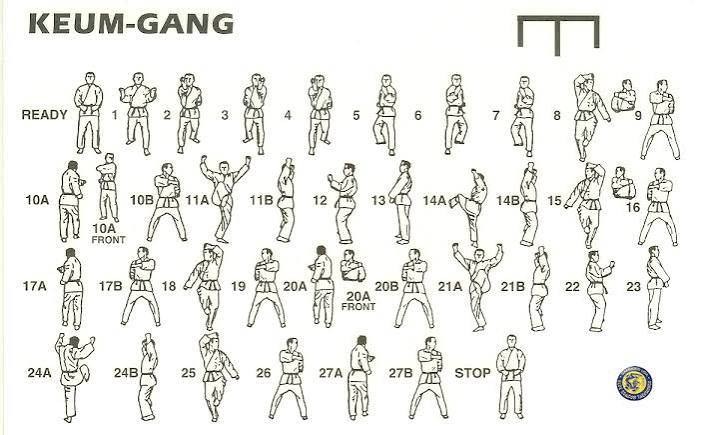 KEUM-GANG
READY 1 2 3 4 5 6 7 8 9
10A 10A FRONT 10B 11A 11B 12 13 14A 14B 15 16
17A 17B 18 19 20A 20A FRONT 20B 21A 21B 22 23
24A 24B 25 26 27A 27B STOP